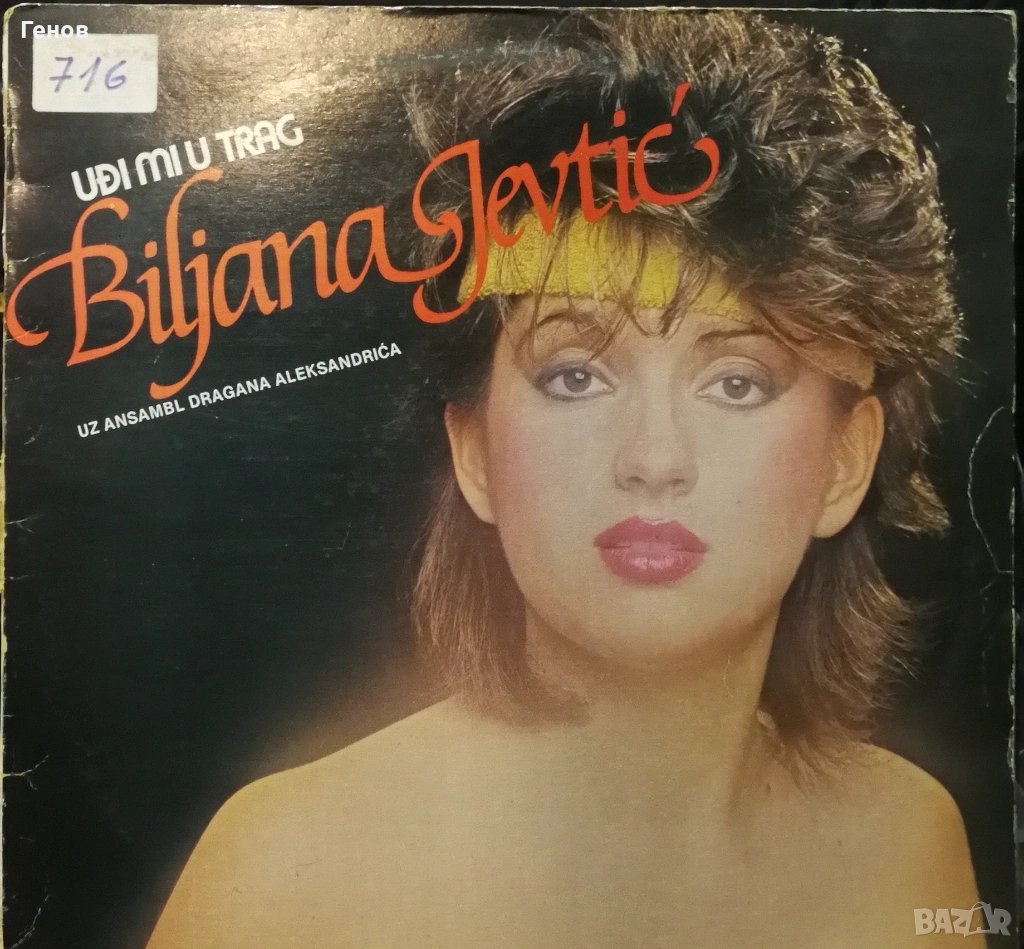 Генов
716
UĐI MI U TRAG
Biljana Jevtić
UZ ANSAMBL DRAGANA ALEKSANDRIĆA
BAZAR